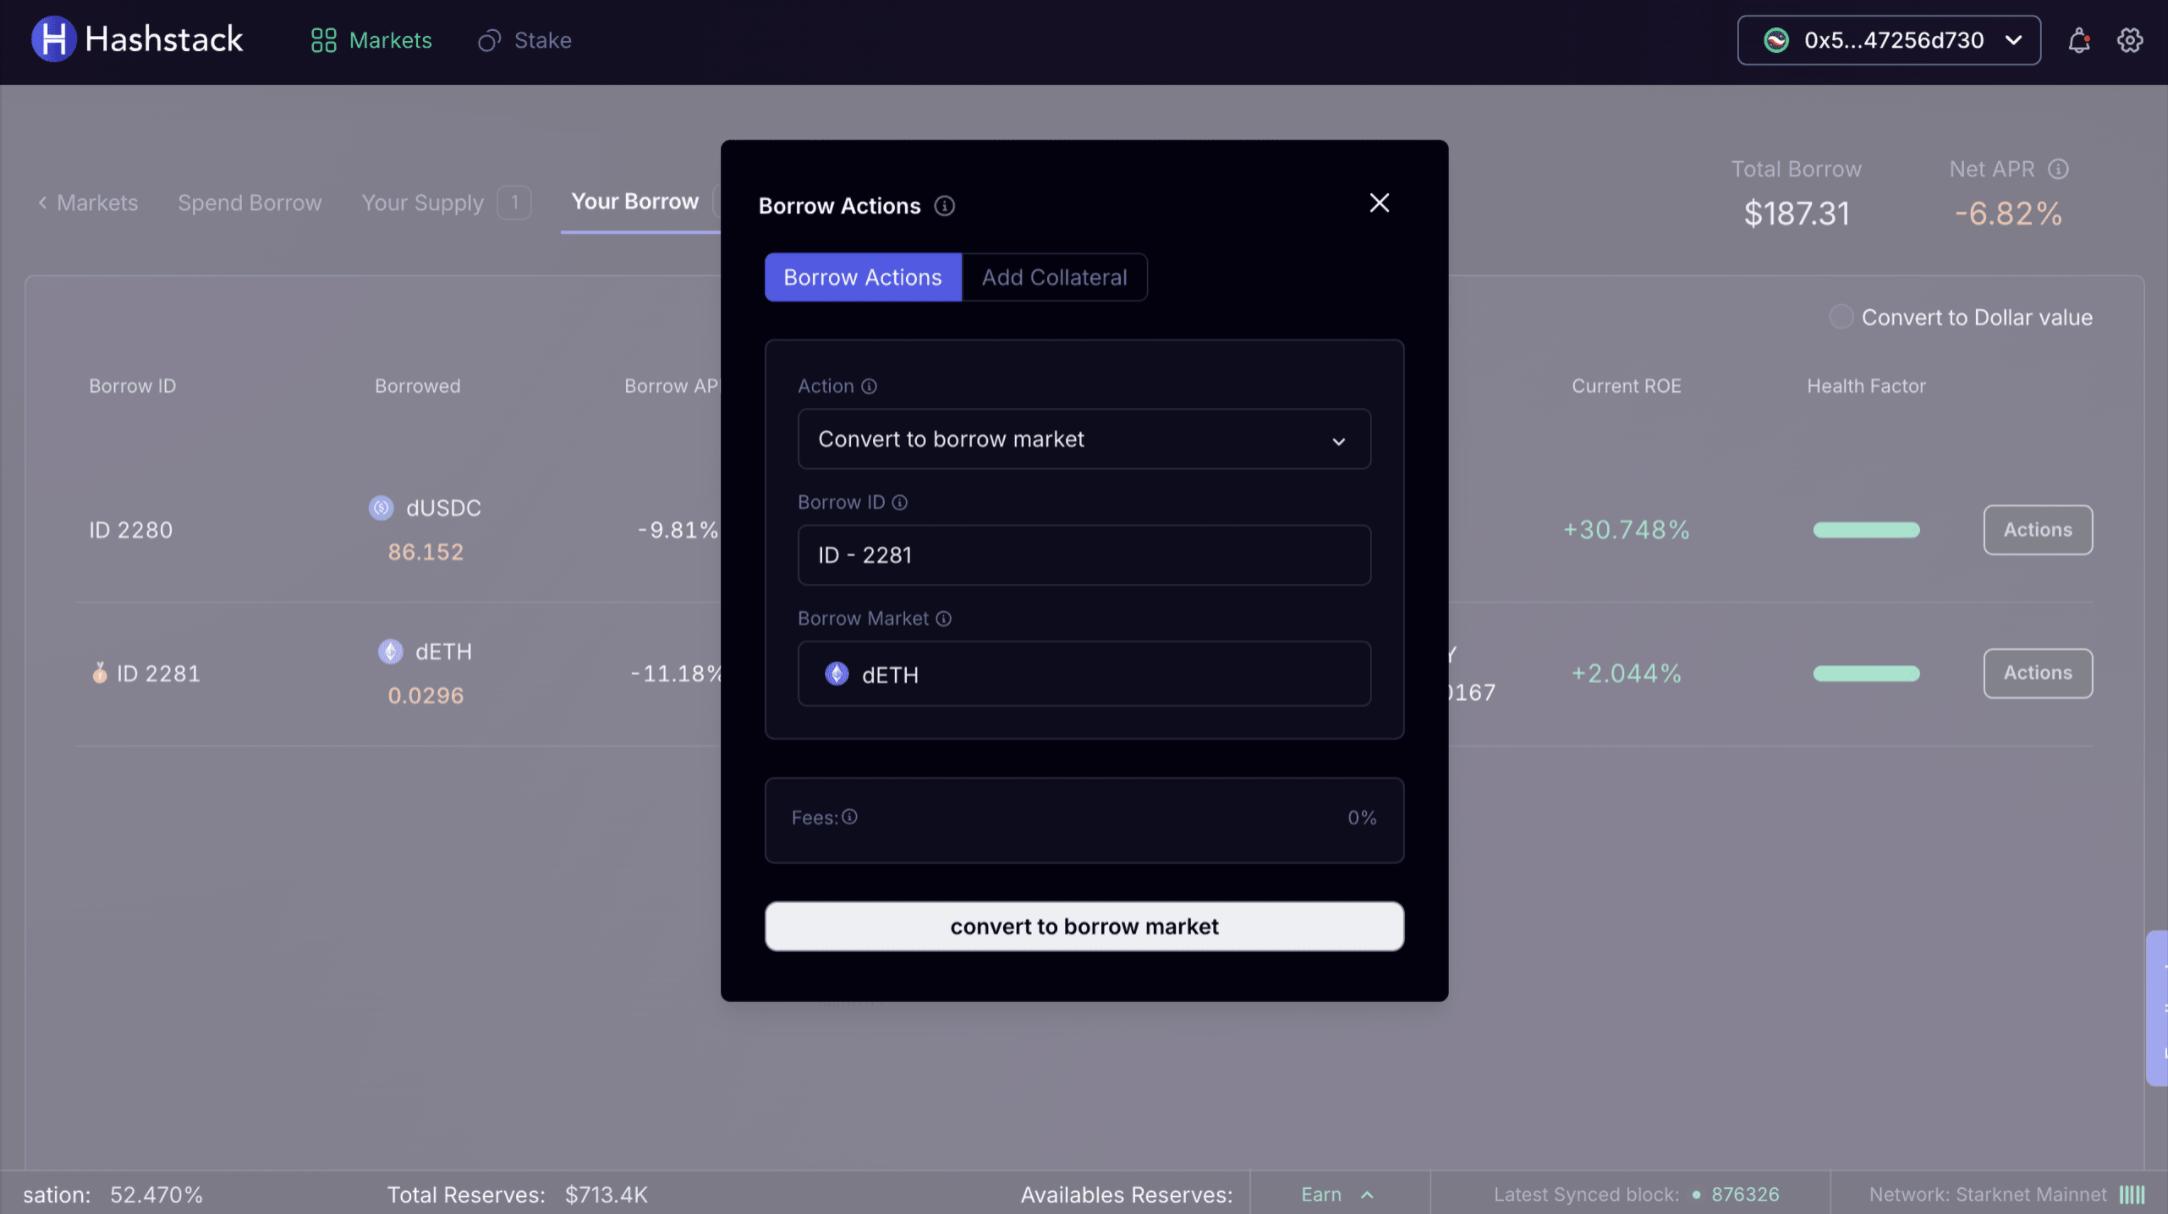 Hashstack
Markets
Stake
0x5...47256d730
Markets
Spend Borrow
Your Supply
1
Your Borrow
Total Borrow
$187.31
Net APR
-6.82%
Borrow Actions
Borrow Actions
Add Collateral
Convert to Dollar value
Borrow ID
Borrowed
Borrow AP
Current ROE
Health Factor
Action
Convert to borrow market
Borrow ID
ID - 2281
Borrow Market
dETH
ID 2280
dUSDC
86.152
-9.81%
+30.748%
Actions
ID 2281
dETH
0.0296
-11.18%
0167
+2.044%
Actions
Fees:
0%
convert to borrow market
sation: 52.470%
Total Reserves: $713.4K
Availables Reserves:
Earn
Latest Synced block: 876326
Network: Starknet Mainnet